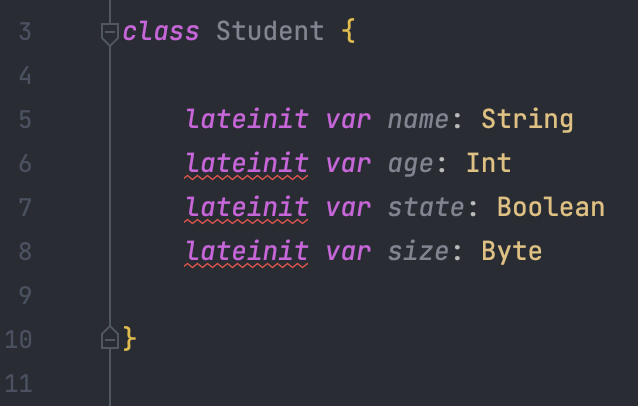 3 class Student {
4
5 lateinit var name: String
6 lateinit var age: Int
7 lateinit var state: Boolean
8 lateinit var size: Byte
9
10 }
11